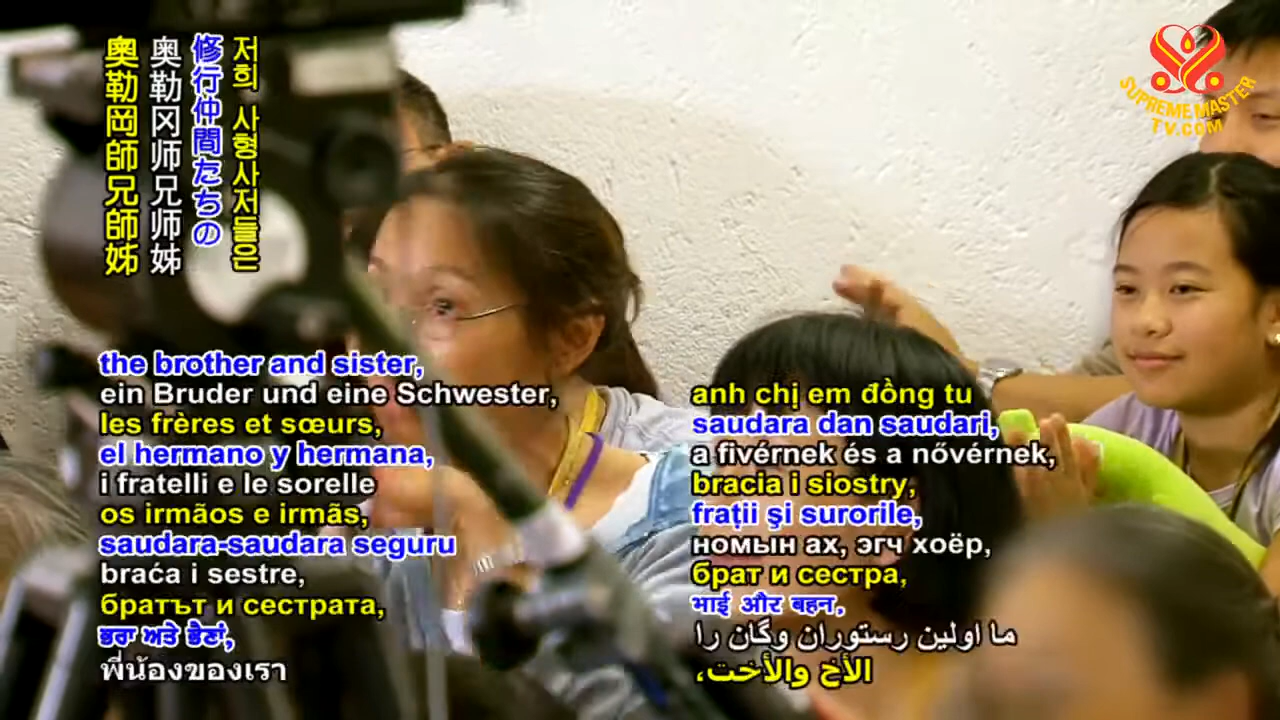 奧勒岡師兄師姊
奥勒冈师兄师姊
修行仲間たちの
저희 사형사저들은
SUPREME MASTER
TV.COM
the brother and sister,
ein Bruder und eine Schwester,
les frères et sœurs,
el hermano y hermana,
i fratelli e le sorelle
os irmãos e irmãs,
saudara-saudara seguru
braća i sestre,
братът и сестрата,
ਭਰਾ ਅਤੇ ਭੈਣਾਂ,
พี่น้องของเรา
anh chị em đồng tu
saudara dan saudari,
a fivérnek és a nővérnek,
bracia i siostry,
frații și surorile,
номын ах, эгч хоёр,
брат и сестра,
भाई और बहन,
ما اولین رستوران وگان را
الأخ والأخت،